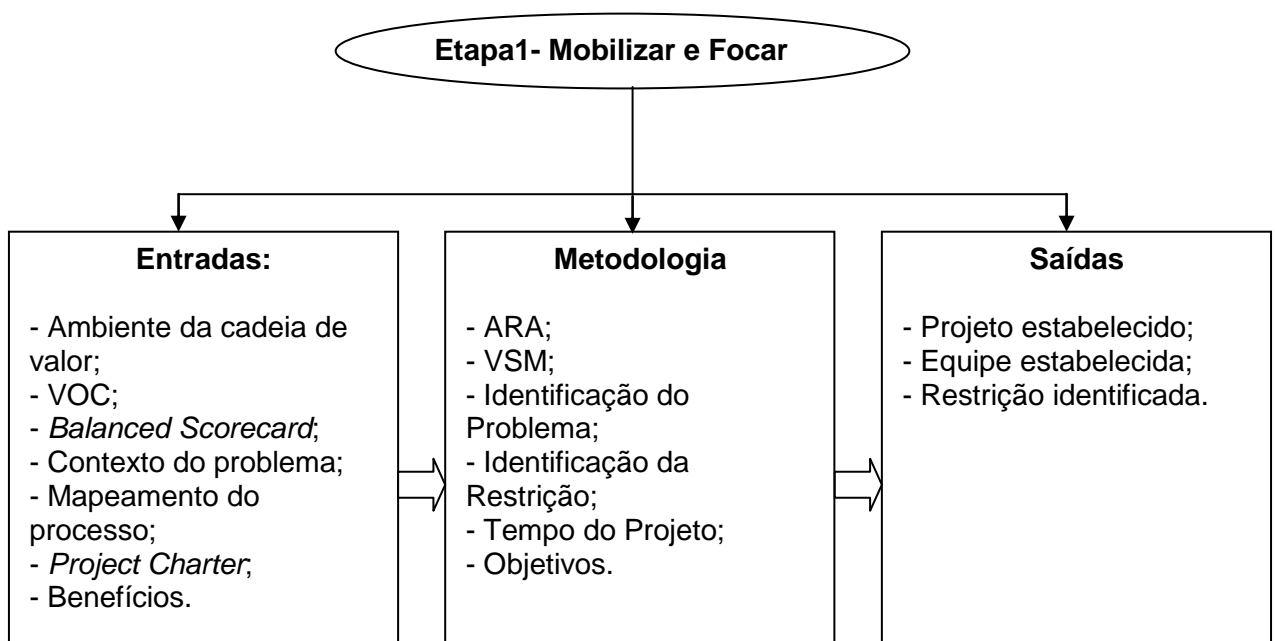 Etapa1- Mobilizar e Focar
Entradas:
- Ambiente da cadeia de
valor;
- VOC;
- Balanced Scorecard;
- Contexto do problema;
- Mapeamento do
processo;
- Project Charter;
- Benefícios.
Metodologia
- ARA;
- VSM;
- Identificação do
Problema;
- Identificação da
Restrição;
- Tempo do Projeto;
- Objetivos.
Saídas
- Projeto estabelecido;
- Equipe estabelecida;
- Restrição identificada.